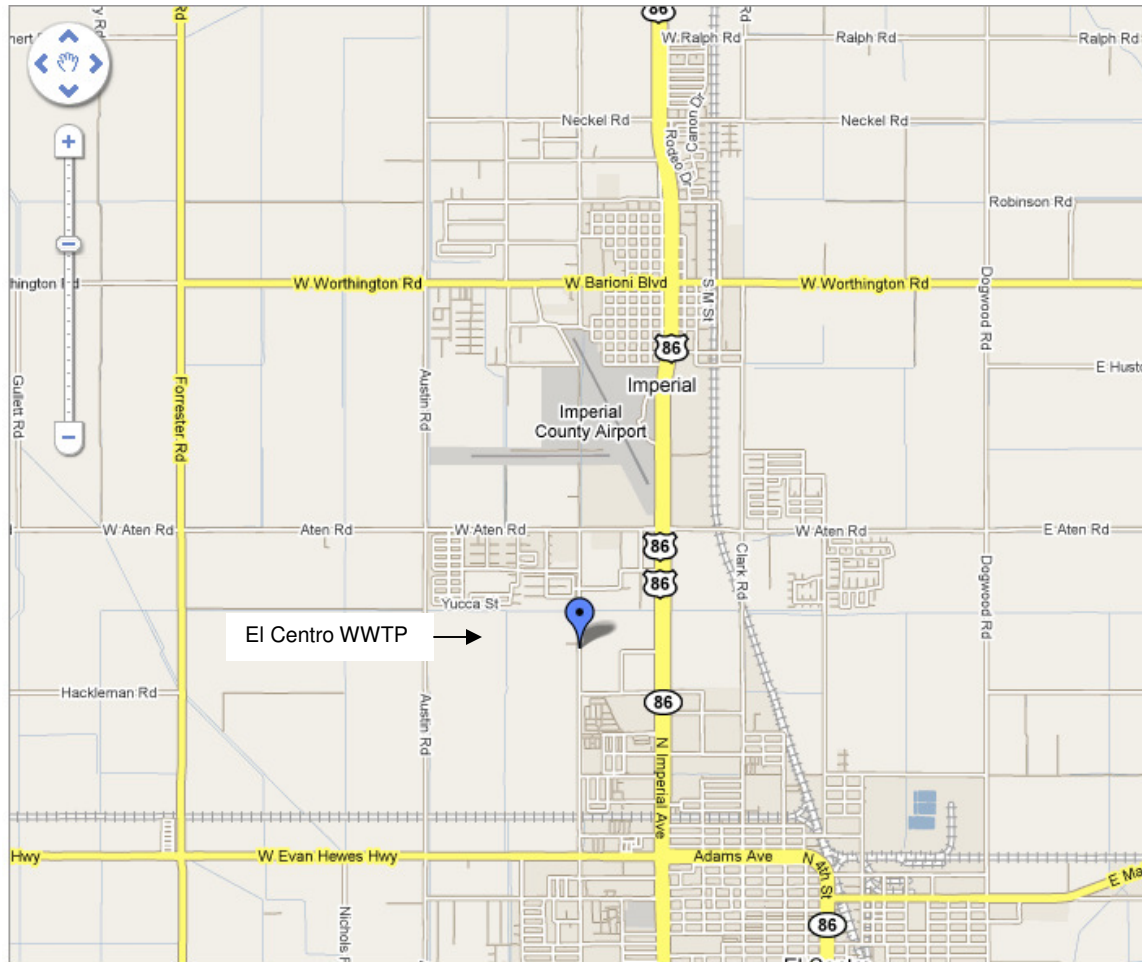 86
W Ralph Rd
Ralph Rd
Ralph Rd
Neckel Rd
Neckel Rd
Canon Dr
Rodeo Dr
Robinson Rd
W Worthington Rd
W Barioni Blvd
W Worthington Rd
S M St
Dogwood Rd
86
Imperial
Imperial
County Airport
Gullett Rd
Forrester Rd
Austin Rd
W Aten Rd
Aten Rd
W Aten Rd
W Aten Rd
E Aten Rd
86
86
Clark Rd
Dogwood Rd
Yucca St
El Centro WWTP
Hackleman Rd
Austin Rd
86
N Imperial Ave
Hwy
W Evan Hewes Hwy
Adams Ave
N 4th St
86
Nichols